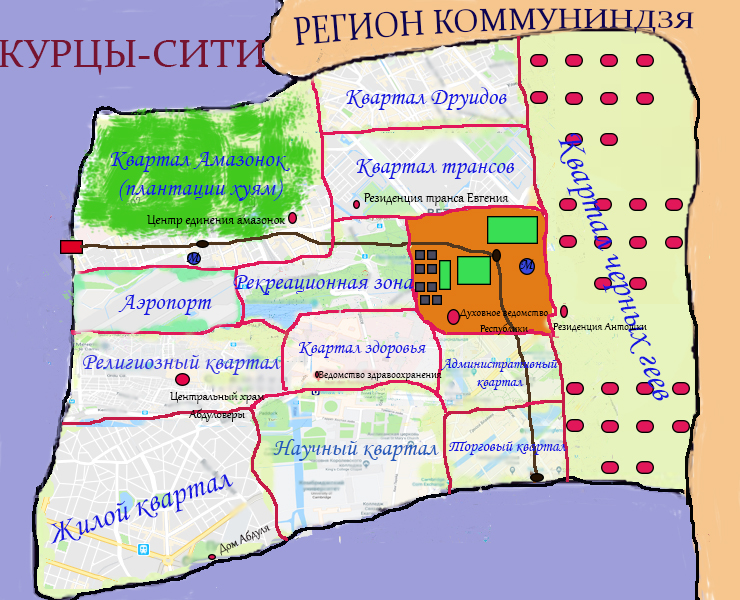 РЕГИОН КОММУНИНДЗЯ
КУРЦЫ-СИТИ
Квартал Друидов
Квартал Амазонок
(плантации хуям)
Квартал трансов
Резиденция транса Евгения
Центр единения амазонок
Квартал черных геев
М
М
Рекреационная зона
Аэропорт
Духовное ведомство
Республики
Резиденция Антошки
Квартал здоровья
Ведомство здравоохранения
Религиозный квартал
Центральный храм
Абдуловеры
Административный
квартал
Научный квартал
Торговый квартал
Жилой квартал
Дом Абдуля